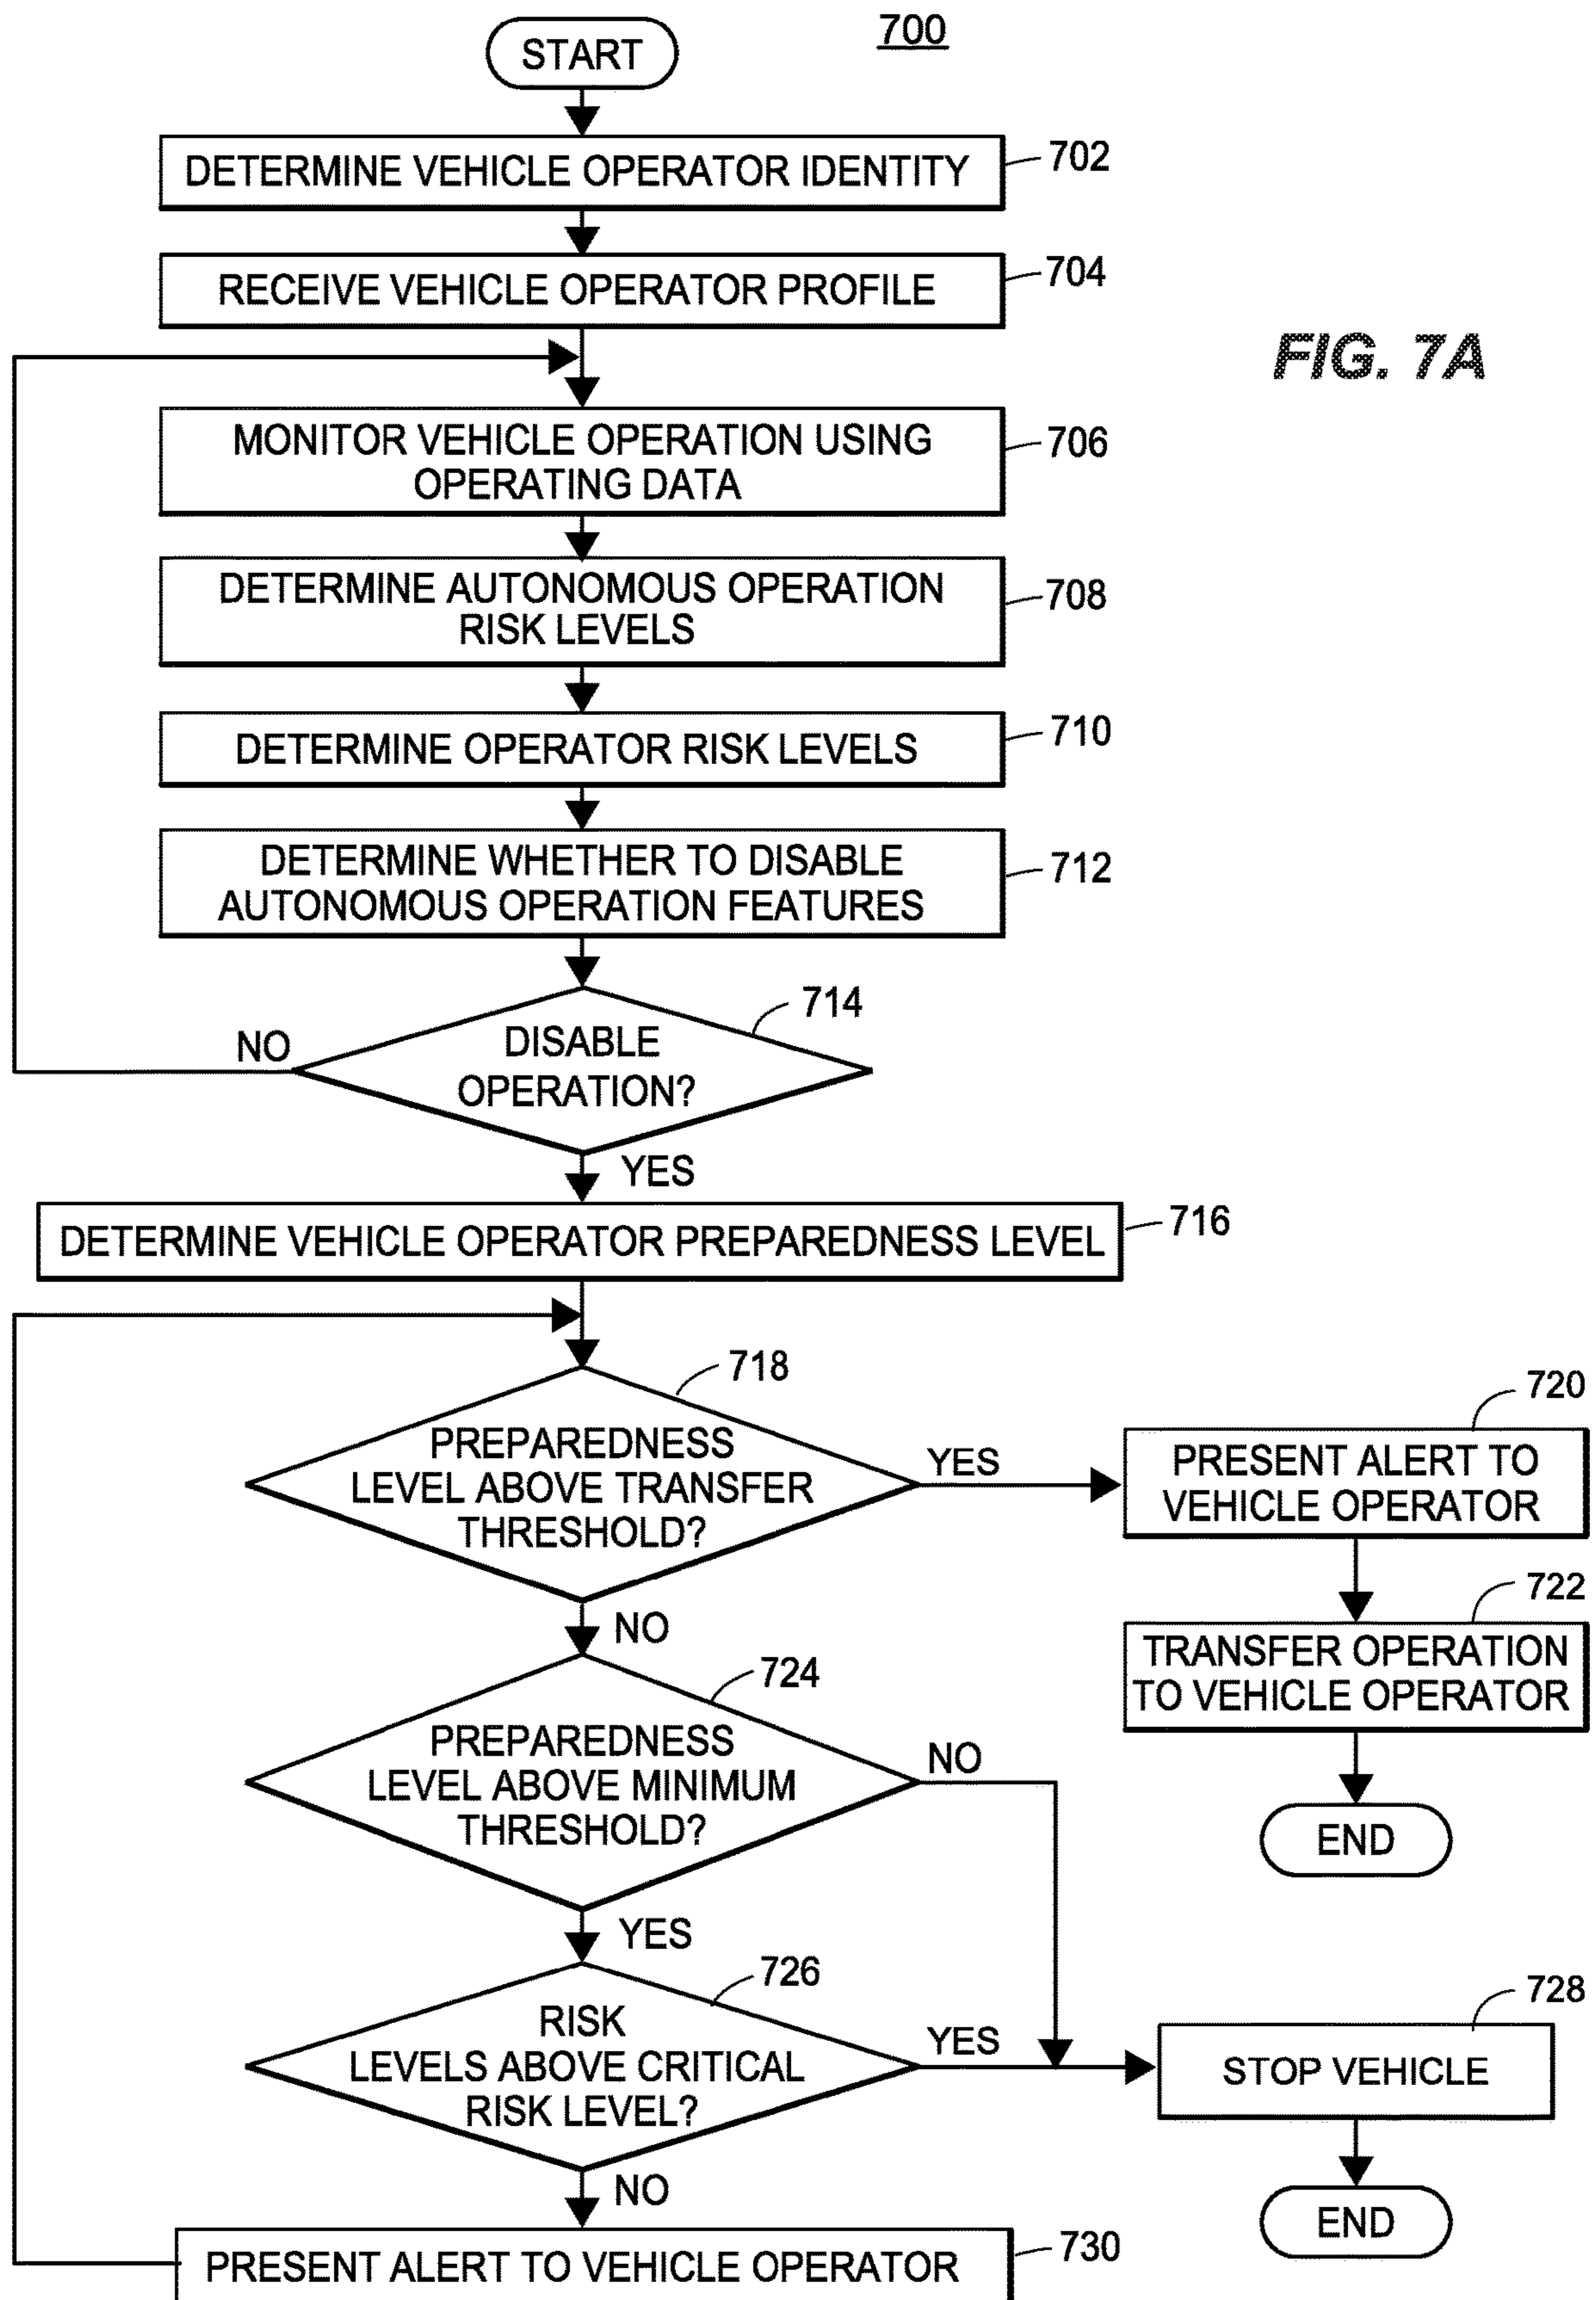 700
START
DETERMINE VEHICLE OPERATOR IDENTITY
702
RECEIVE VEHICLE OPERATOR PROFILE
704
FIG. 7A
MONITOR VEHICLE OPERATION USING
OPERATING DATA
706
DETERMINE AUTONOMOUS OPERATION
RISK LEVELS
708
DETERMINE OPERATOR RISK LEVELS
710
DETERMINE WHETHER TO DISABLE
AUTONOMOUS OPERATION FEATURES
712
714
DISABLE
OPERATION?
NO
YES
DETERMINE VEHICLE OPERATOR PREPAREDNESS LEVEL
716
718
PREPAREDNESS
LEVEL ABOVE TRANSFER
THRESHOLD?
YES
720
PRESENT ALERT TO
VEHICLE OPERATOR
722
TRANSFER OPERATION
TO VEHICLE OPERATOR
END
NO
724
PREPAREDNESS
LEVEL ABOVE MINIMUM
THRESHOLD?
NO
YES
726
RISK
LEVELS ABOVE CRITICAL
RISK LEVEL?
YES
728
STOP VEHICLE
END
NO
PRESENT ALERT TO VEHICLE OPERATOR
730